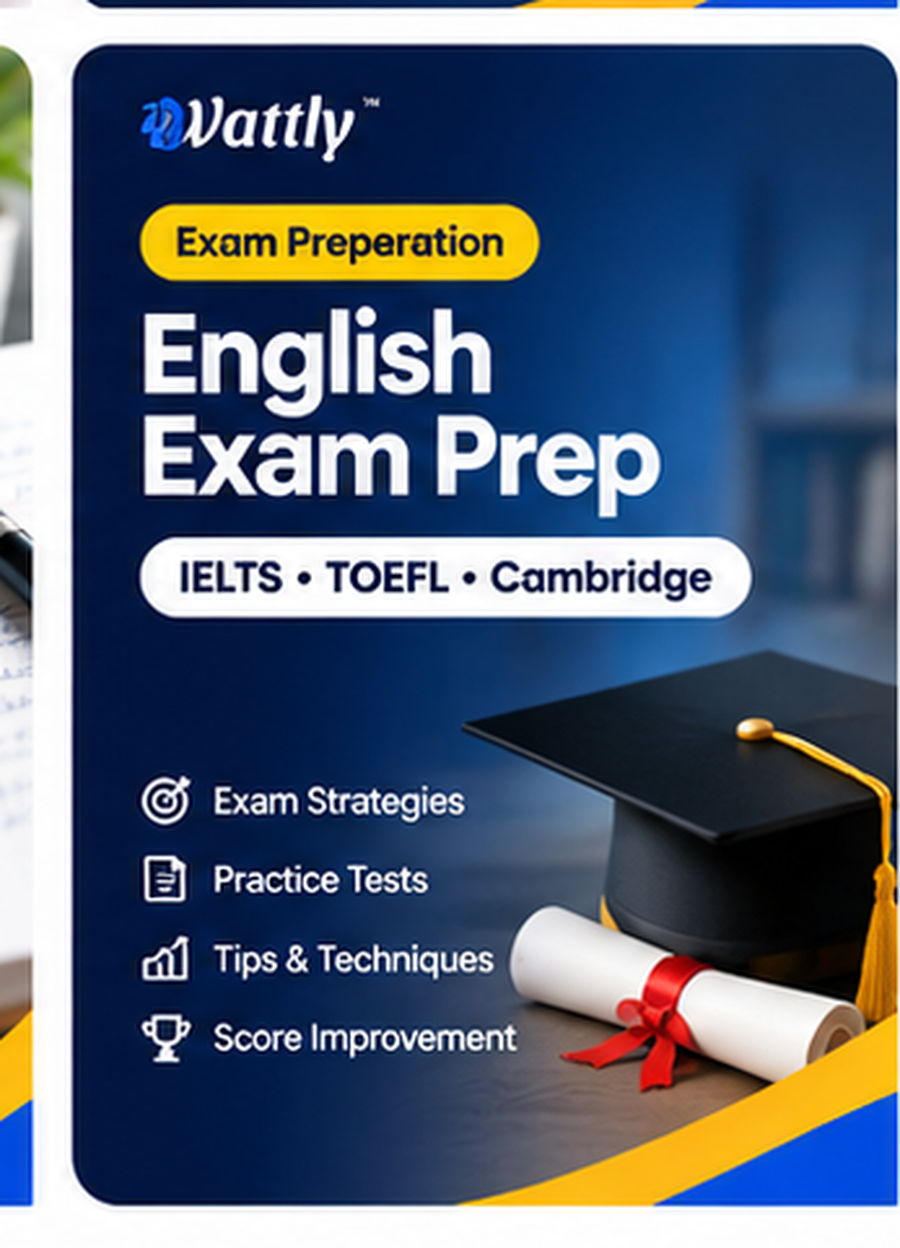 Vattly™
Exam Preperation
English
Exam Prep
IELTS • TOEFL • Cambridge
Exam Strategies
Practice Tests
Tips & Techniques
Score Improvement